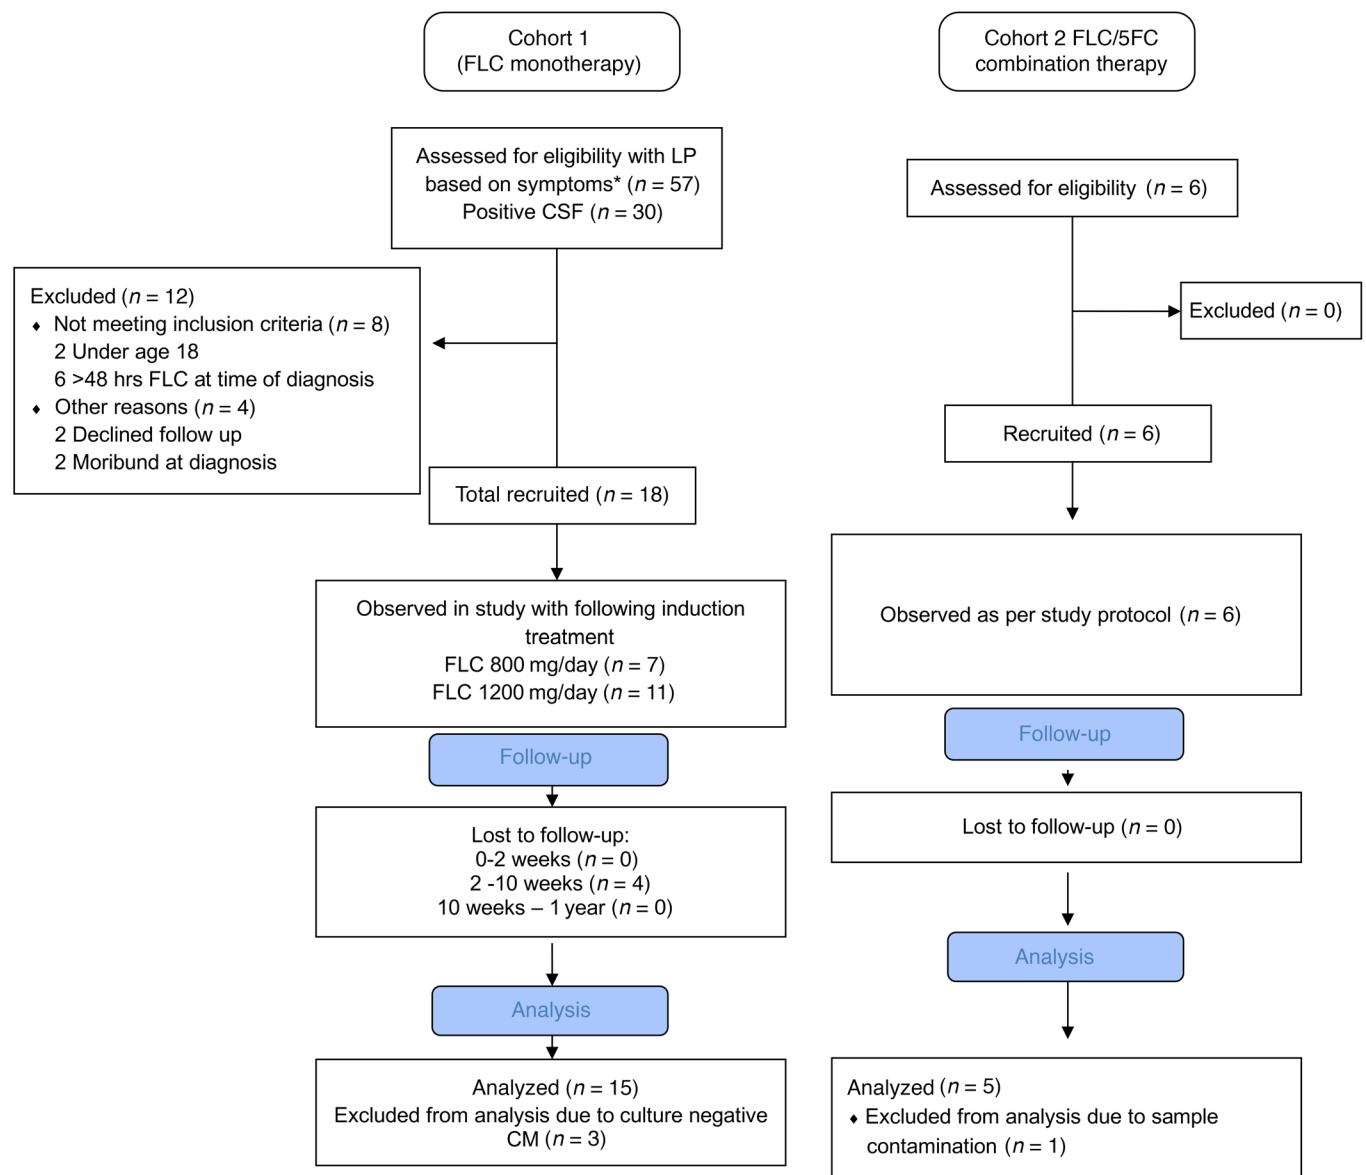 Cohort 1
(FLC monotherapy)
Assessed for eligibility with LP
based on symptoms* (n = 57)
Positive CSF (n = 30)
Excluded (n = 12)
♦ Not meeting inclusion criteria (n = 8)
2 Under age 18
6 >48 hrs FLC at time of diagnosis
♦ Other reasons (n = 4)
2 Declined follow up
2 Moribund at diagnosis
Total recruited (n = 18)
Observed in study with following induction
treatment
FLC 800 mg/day (n = 7)
FLC 1200 mg/day (n = 11)
Follow-up
Lost to follow-up:
0-2 weeks (n = 0)
2 -10 weeks (n = 4)
10 weeks – 1 year (n = 0)
Analysis
Analyzed (n = 15)
Excluded from analysis due to culture negative
CM (n = 3)
Cohort 2 FLC/5FC
combination therapy
Assessed for eligibility (n = 6)
Excluded (n = 0)
Recruited (n = 6)
Observed as per study protocol (n = 6)
Follow-up
Lost to follow-up (n = 0)
Analysis
Analyzed (n = 5)
♦ Excluded from analysis due to sample
contamination (n = 1)